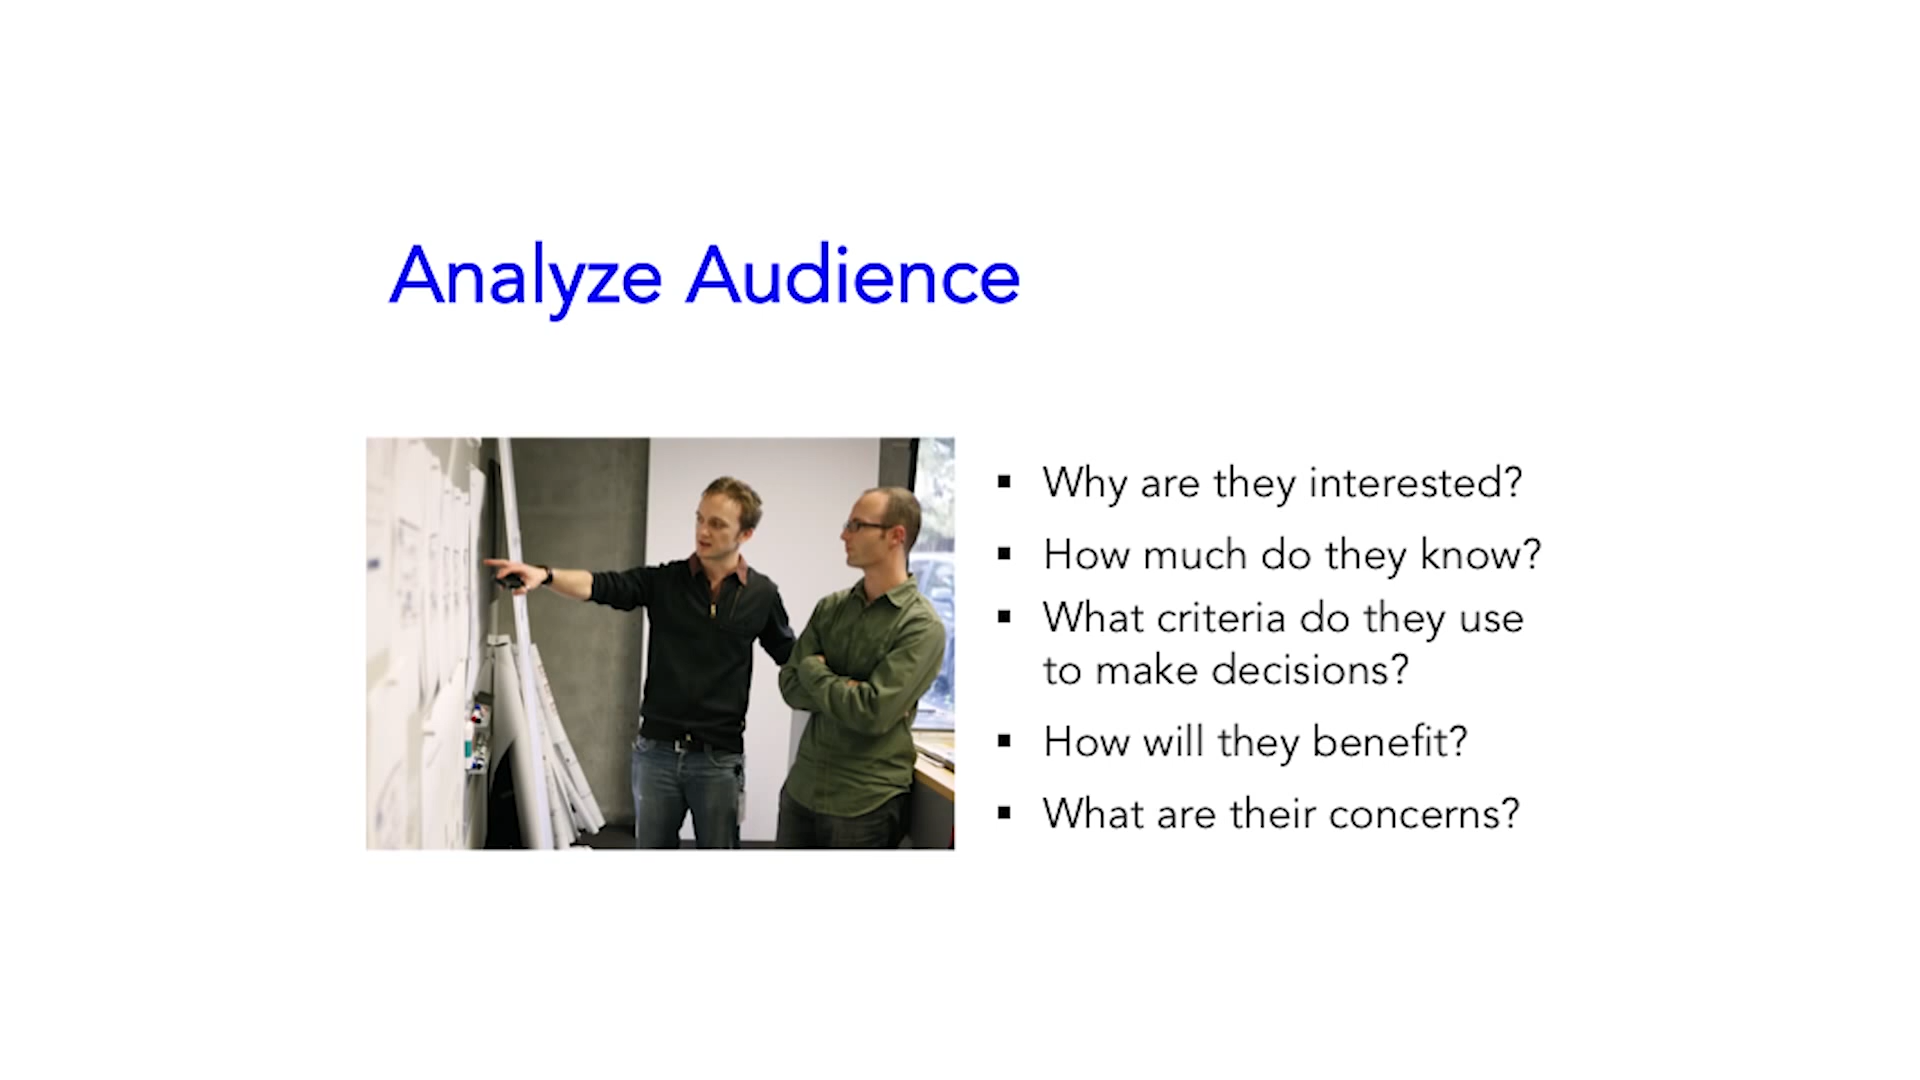 Analyze Audience
▪ Why are they interested?
▪ How much do they know?
▪ What criteria do they use
to make decisions?
▪ How will they benefit?
▪ What are their concerns?